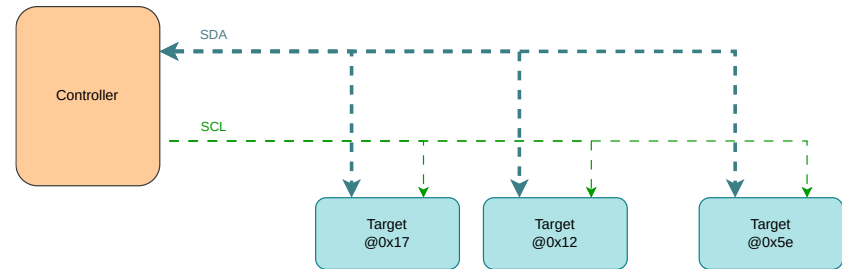 SDA
Controller
SCL
Target
@0x17
Target
@0x12
Target
@0x5e